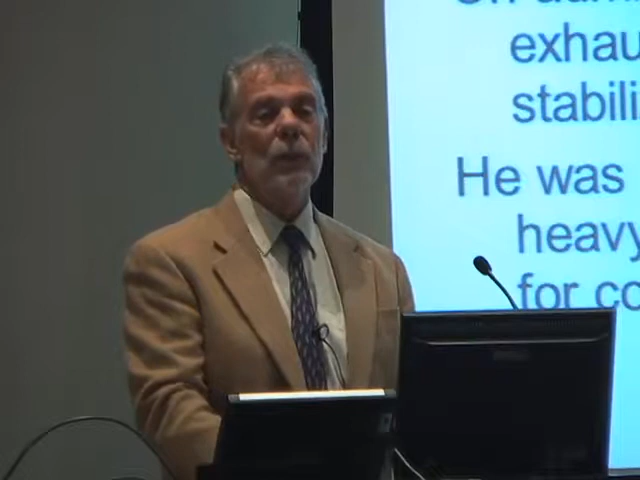 exhau
stabili
He was
heavy
for co